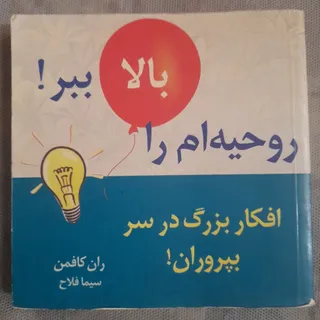 بالا ببر!
روحیه‌ام را
افکار بزرگ در سر
بپروران!
ران کافمن
سیما فلاح